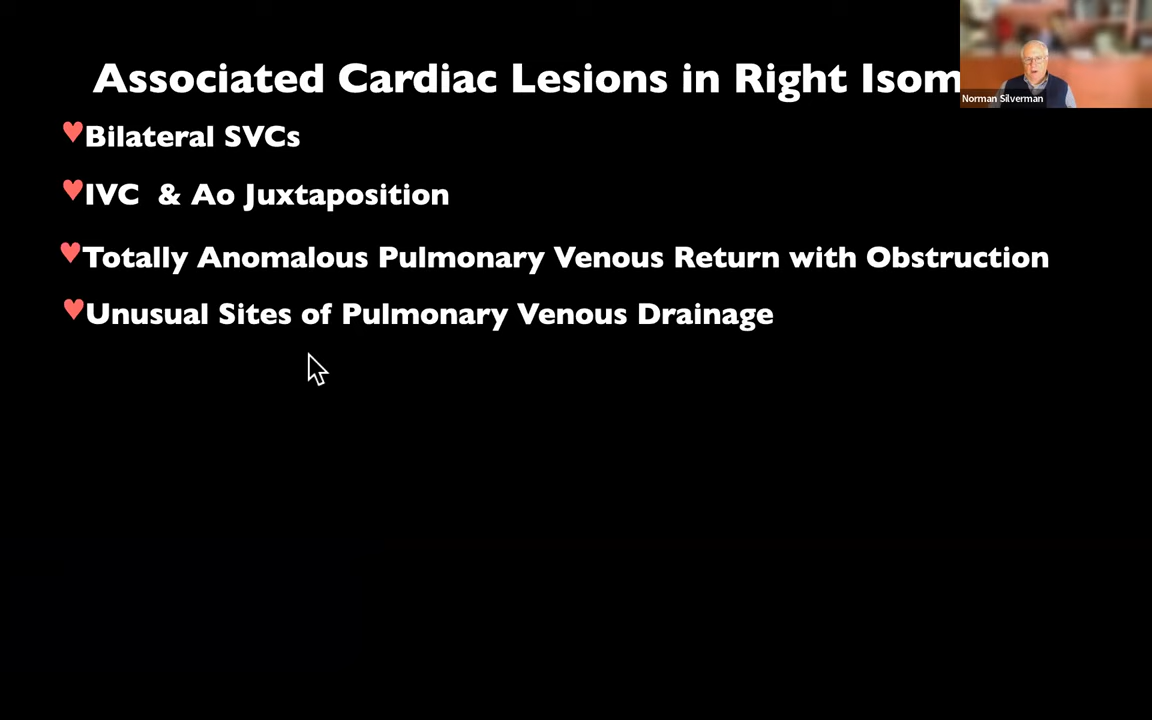 Associated Cardiac Lesions in Right Isom
Norman Silverman
♥Bilateral SVCs
♥IVC & Ao Juxtaposition
♥Totally Anomalous Pulmonary Venous Return with Obstruction
♥Unusual Sites of Pulmonary Venous Drainage